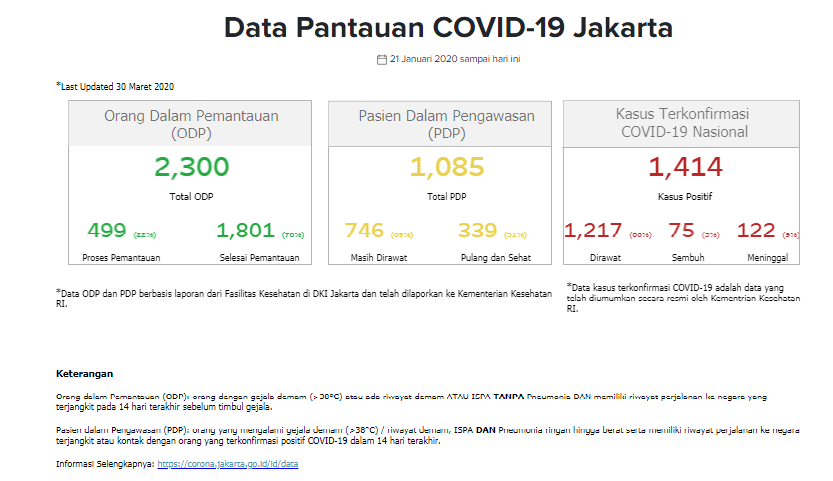 Data Pantauan COVID-19 Jakarta
21 Januari 2020 sampai hari ini
*Last Updated 30 Maret 2020
Orang Dalam Pemantauan
(ODP)
2,300
Total ODP
499
1,801
Proses Pemantauan
Selesai Pemantauan
Pasien Dalam Pengawasan
(PDP)
1,085
Total PDP
746
339
Masih Dirawat
Pulang dan Sehat
Kasus Terkonfirmasi
COVID-19 Nasional
1,414
Kasus Positif
1,217
75
122
Dirawat
Sembuh
Meninggal
*Data ODP dan PDP berbasis laporan dari Fasilitas Kesehatan di DKI Jakarta dan telah dilaporkan ke Kementerian Kesehatan
RI.
*Data kasus terkonfirmasi COVID-19 adalah data yang
telah diumumkan secara resmi oleh Kementrian Kesehatan
RI.
Keterangan
Orang dalam Pemantauan (ODP): orang dengan gejala demam atau ada riwayat demam ATAU ISPA TANPA Pneumonia DAN memiliki riwayat perjalanan ke negara yang
terjangkit pada 14 hari terakhir sebelum timbul gejala.
Pasien dalam Pengawasan (PDP): orang yang mengalami gejala demam (>38°C) / riwayat demam, ISPA DAN Pneumonia ringan hingga berat serta memiliki riwayat perjalanan ke negara
terjangkit atau kontak dengan orang yang terkonfirmasi positif COVID-19 dalam 14 hari terakhir.
Informasi Selengkapnya: https://corona.jakarta.go.id/id/data